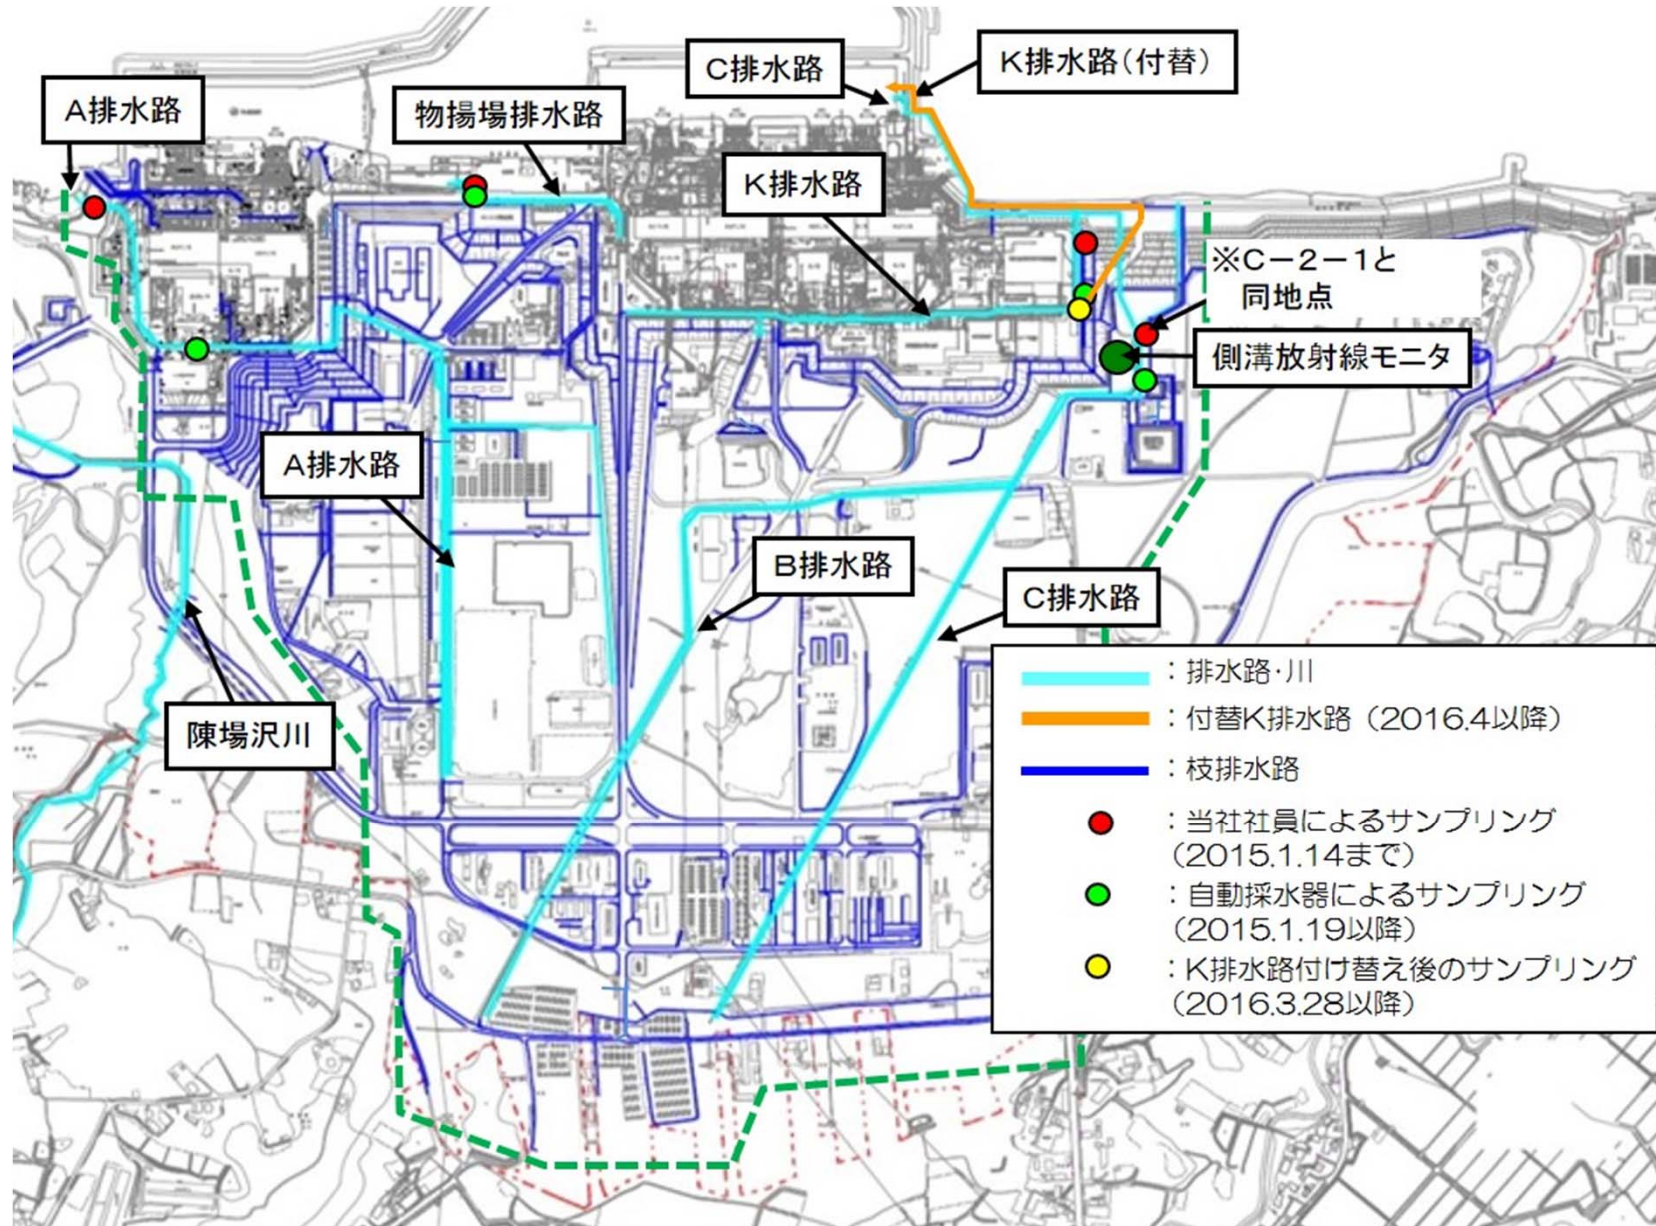 C排水路
K排水路(付替)
A排水路
物揚場排水路
K排水路
※C-2-1と
同地点
側溝放射線モニタ
A排水路
B排水路
C排水路
陳場沢川
：排水路・川
：付替K排水路（2016.4以降）
：枝排水路
：当社社員によるサンプリング
（2015.1.14まで）
：自動採水器によるサンプリング
（2015.1.19以降）
：K排水路付け替え後のサンプリング
（2016.3.28以降）